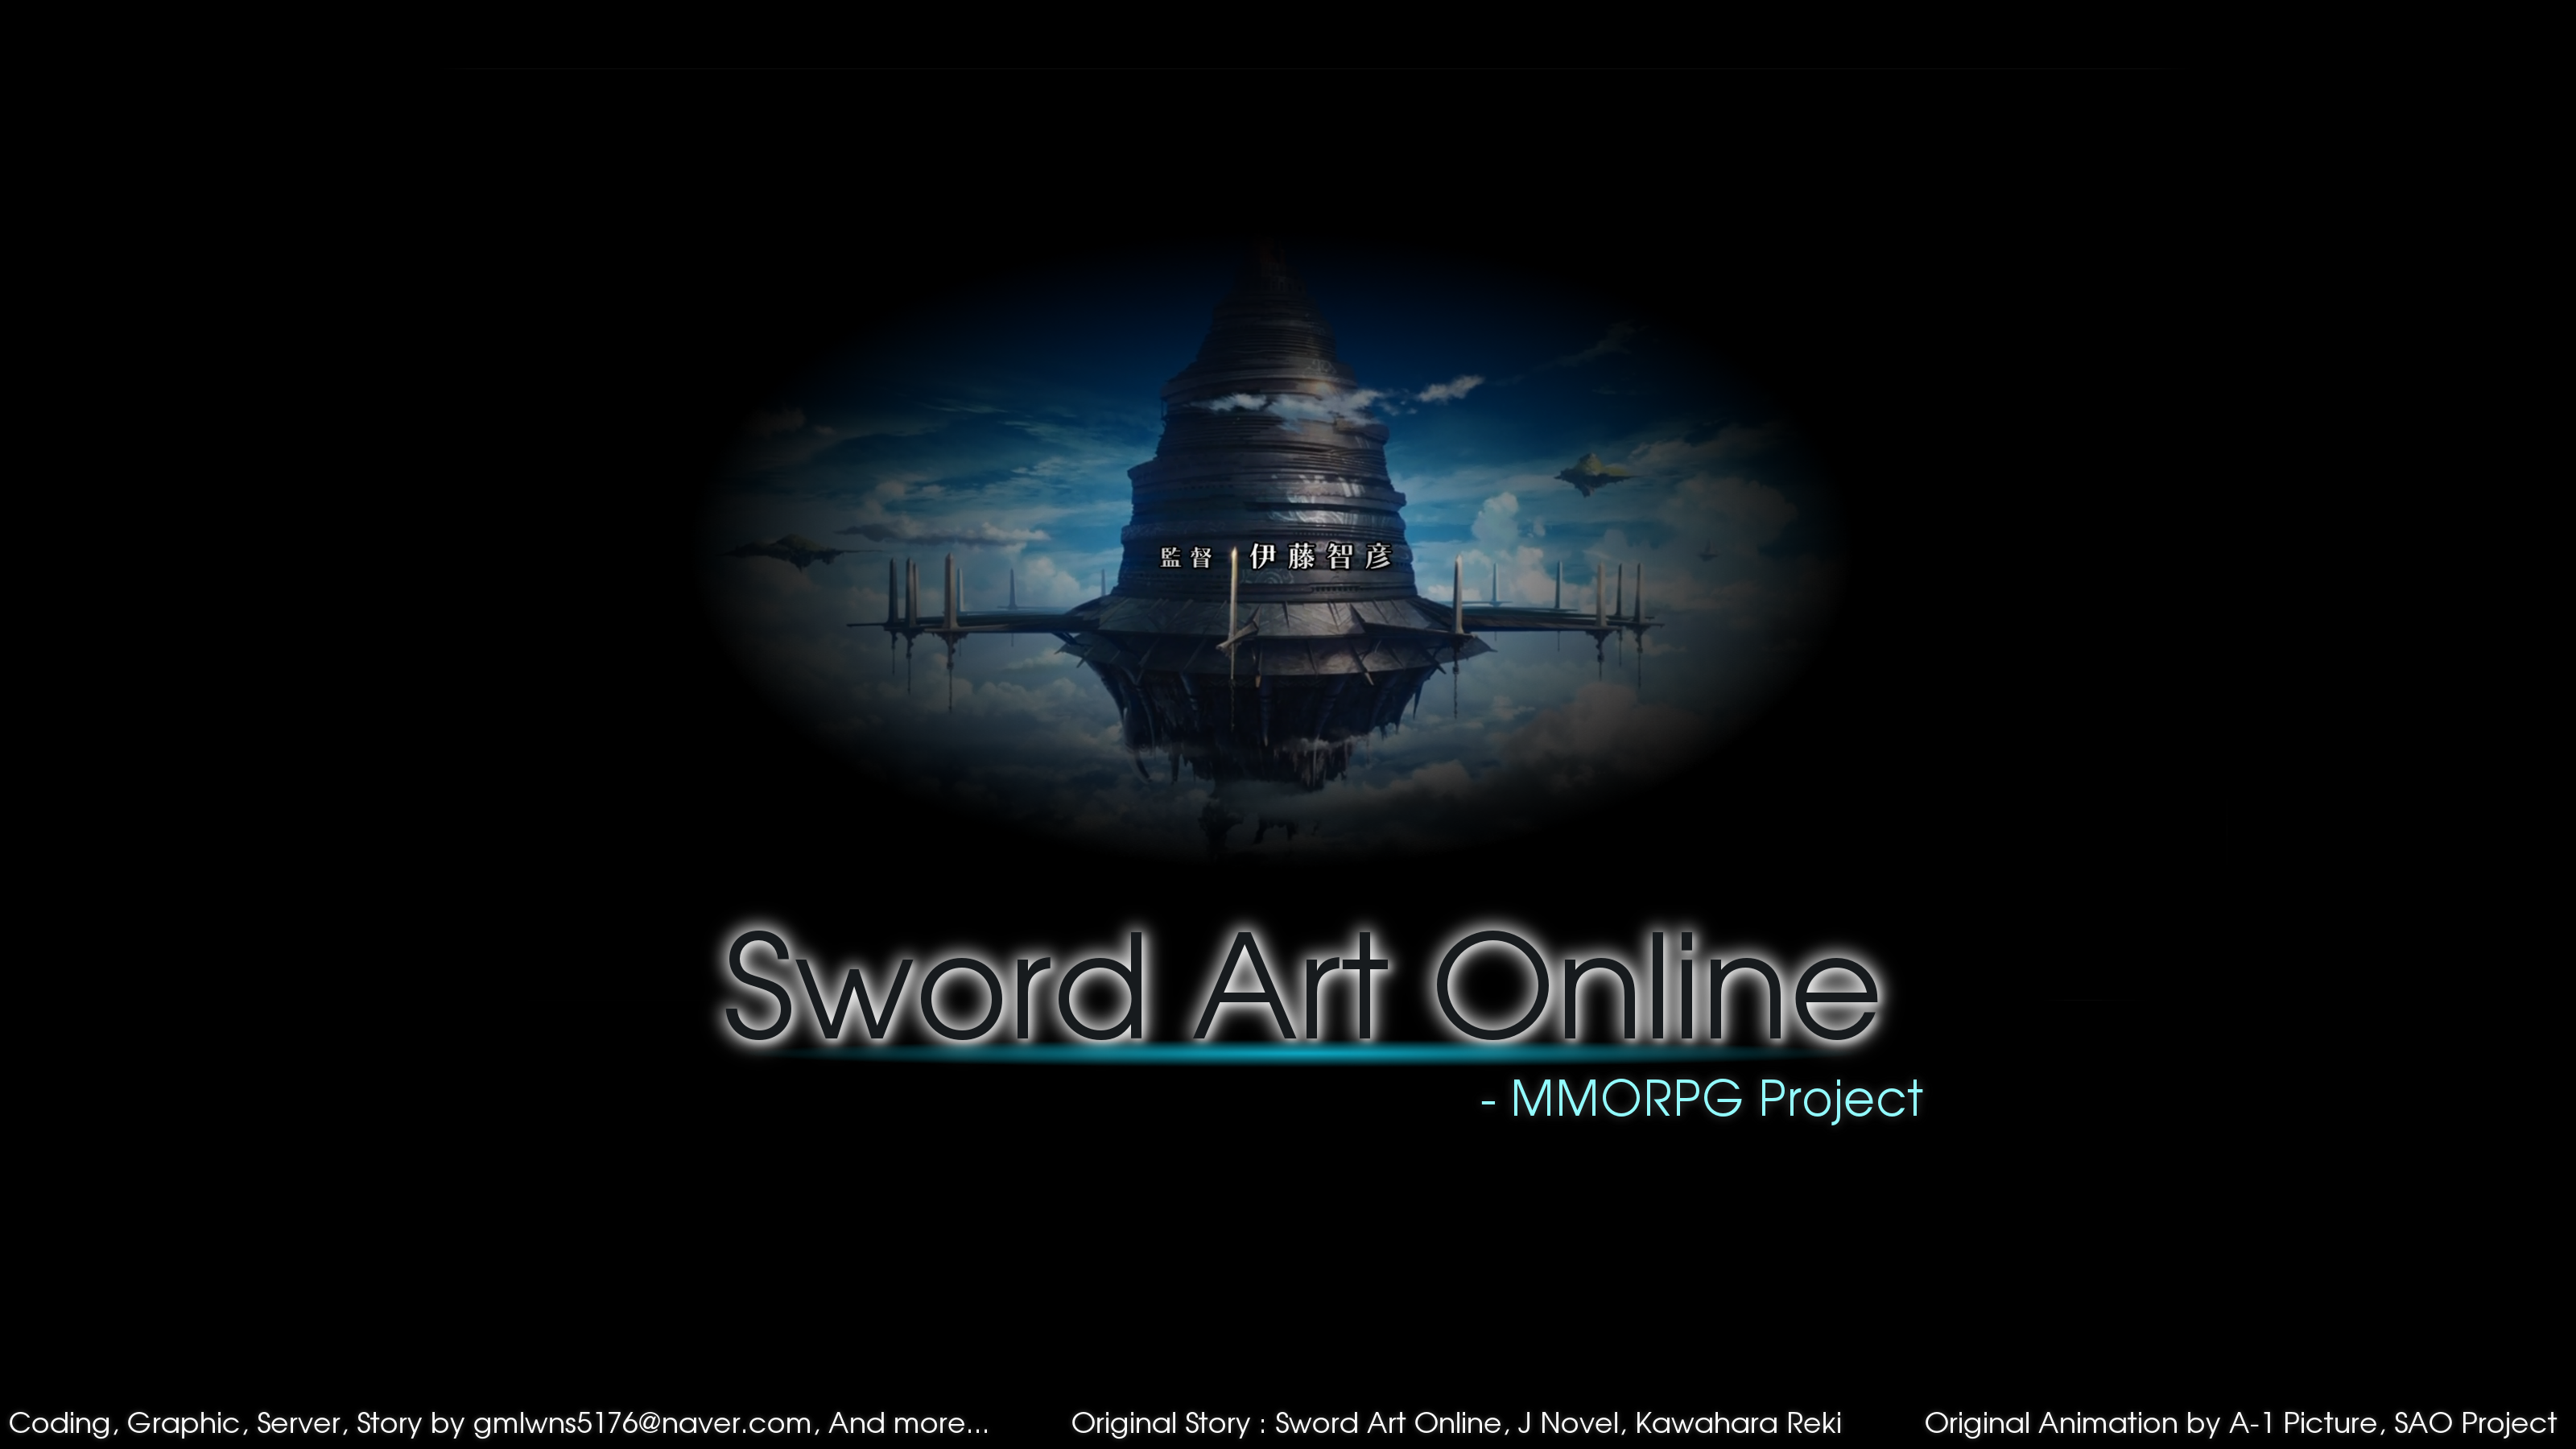 監督 伊藤智彦
Sword Art Online
- MMORPG Project
Coding, Graphic, Server, Story by gmlwns5176@naver.com, And more...
Original Story : Sword Art Online, J Novel, Kawahara Reki
Original Animation by A-1 Picture, SAO Project